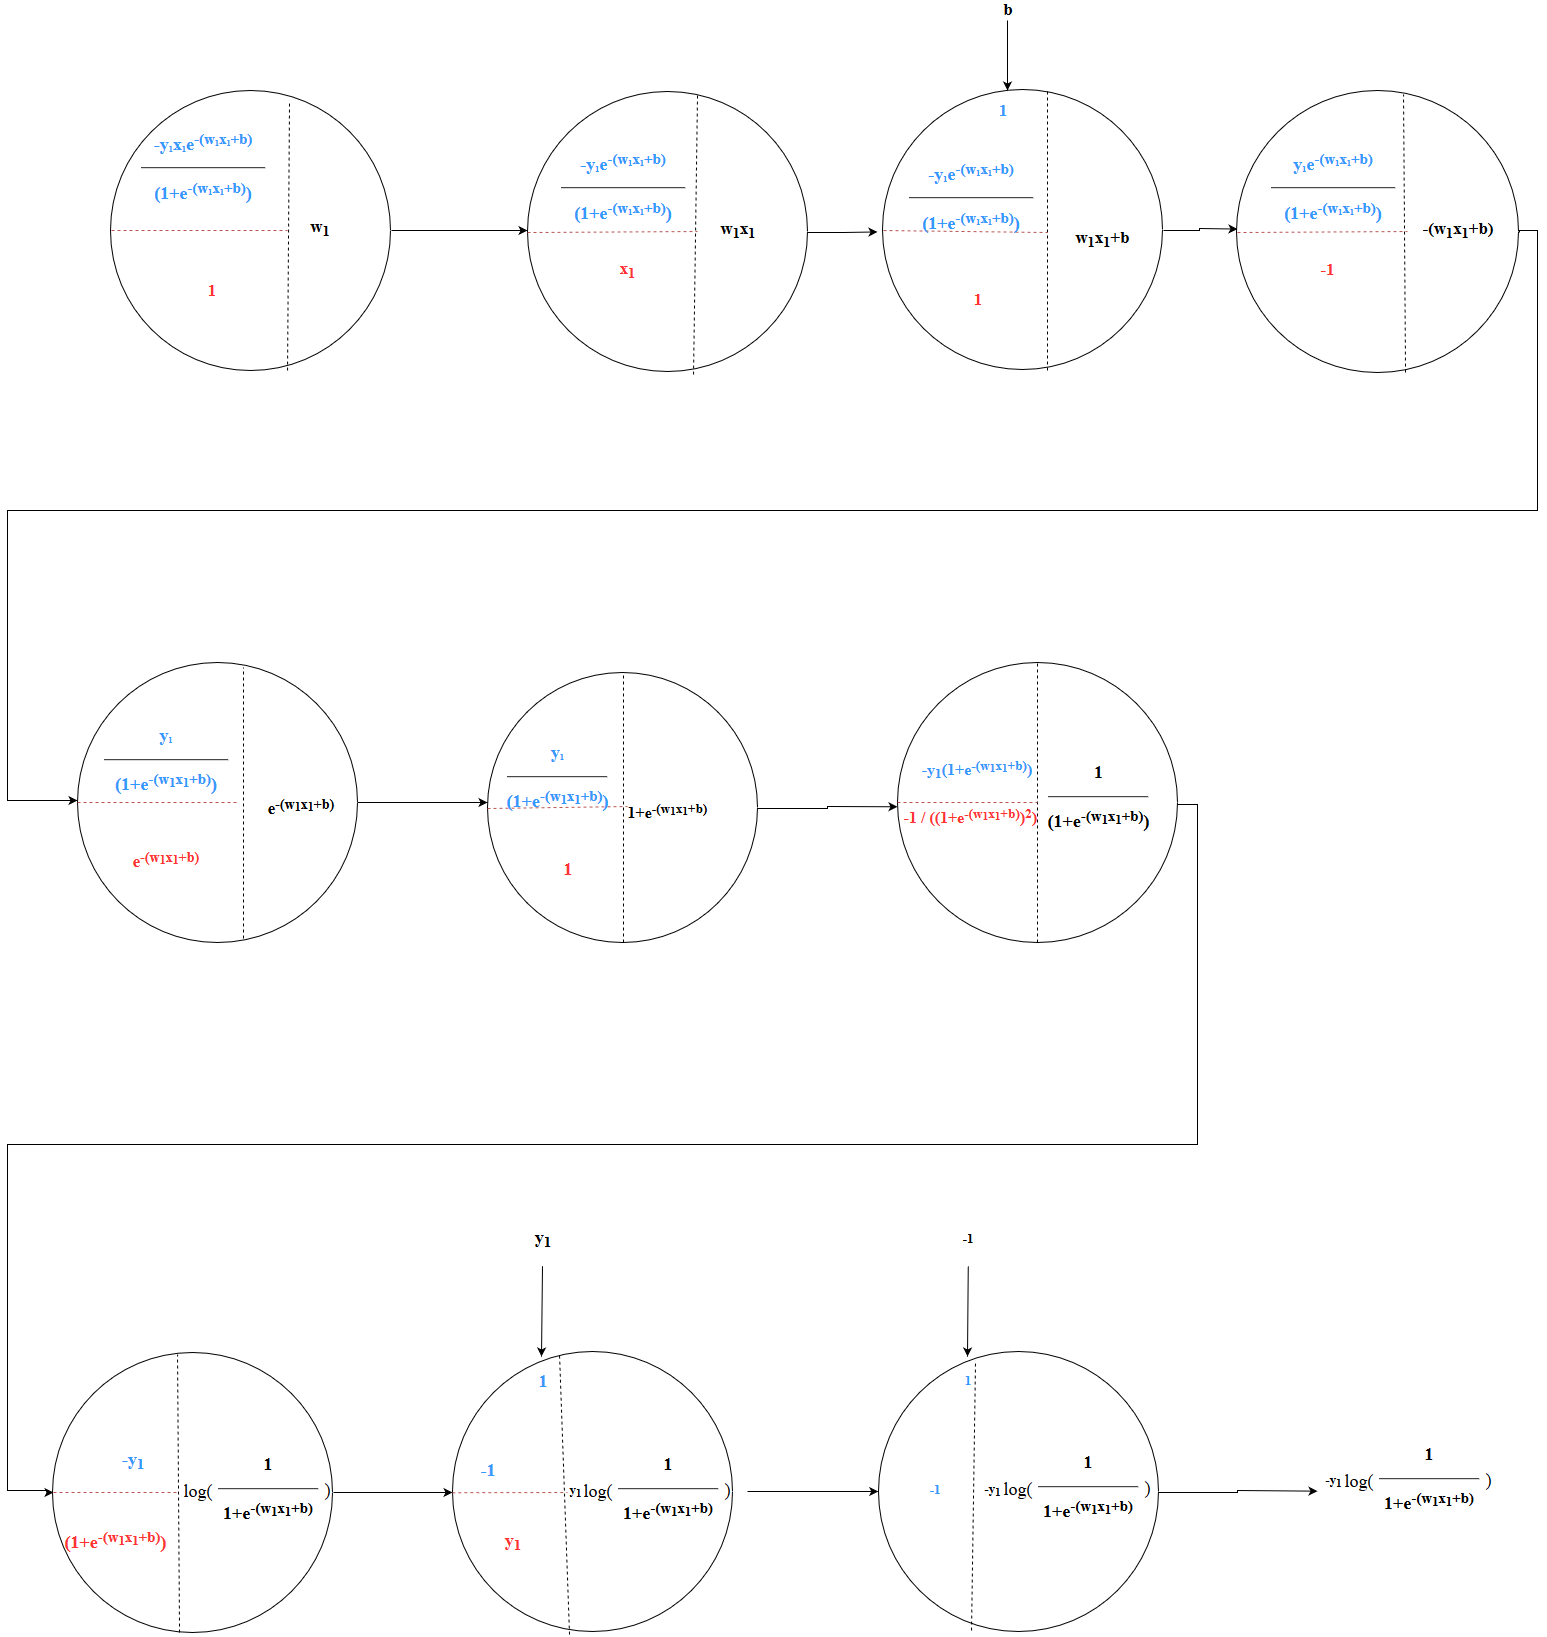 b
-y₁x₁e^-(w₁x₁+b)
(1+e^-(w₁x₁+b))
w₁
1
-y₁e^-(w₁x₁+b)
(1+e^-(w₁x₁+b))
w₁x₁
x₁
1
-y₁e^-(w₁x₁+b)
(1+e^-(w₁x₁+b))
w₁x₁+b
1
y₁e^-(w₁x₁+b)
(1+e^-(w₁x₁+b))
-(w₁x₁+b)
-1
y₁
(1+e^-(w₁x₁+b))
e^-(w₁x₁+b)
e^-(w₁x₁+b)
y₁
(1+e^-(w₁x₁+b))
1+e^-(w₁x₁+b)
1
-y₁(1+e^-(w₁x₁+b))
-1 / ((1+e^-(w₁x₁+b))²)
1
(1+e^-(w₁x₁+b))
y₁
-1
-y₁
(1+e^-(w₁x₁+b))
1
log( )
1+e^-(w₁x₁+b)
1
-1
y₁
1
y₁ log( )
1+e^-(w₁x₁+b)
1
-1
1
-y₁ log( )
1+e^-(w₁x₁+b)
1
-y₁ log( )
1+e^-(w₁x₁+b)